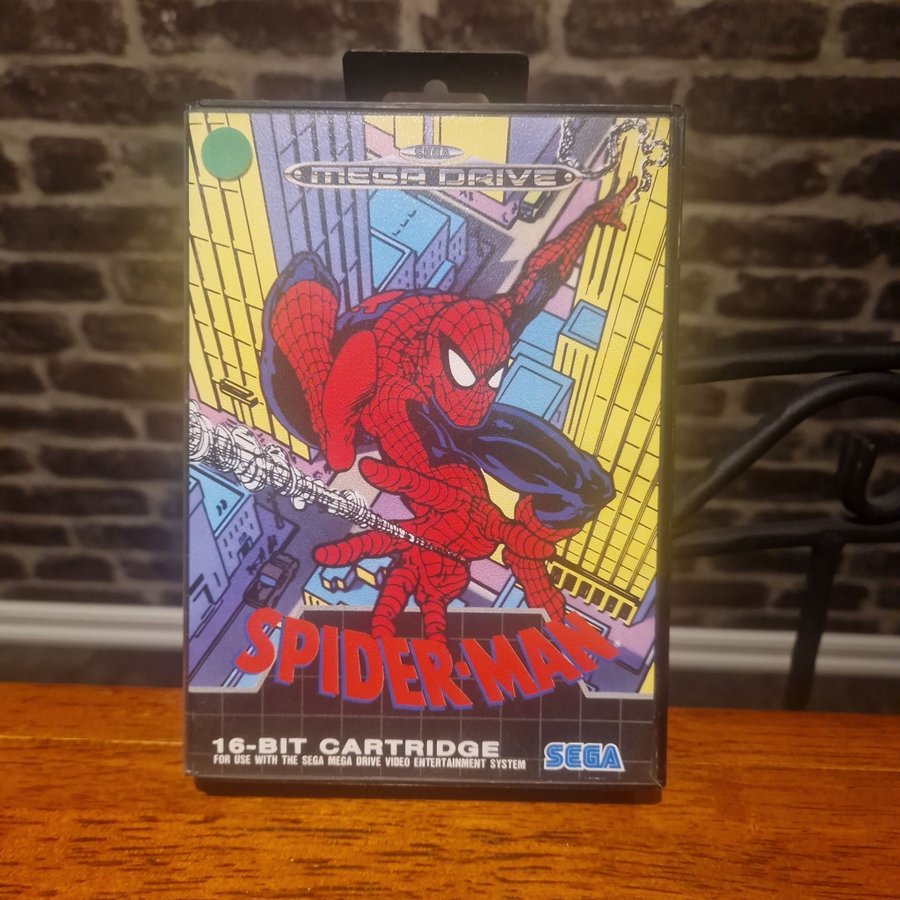 SEGA
MEGA DRIVE
SPIDER-MAN®
16-BIT CARTRIDGE
FOR USE WITH THE SEGA MEGA DRIVE VIDEO ENTERTAINMENT SYSTEM
SEGA